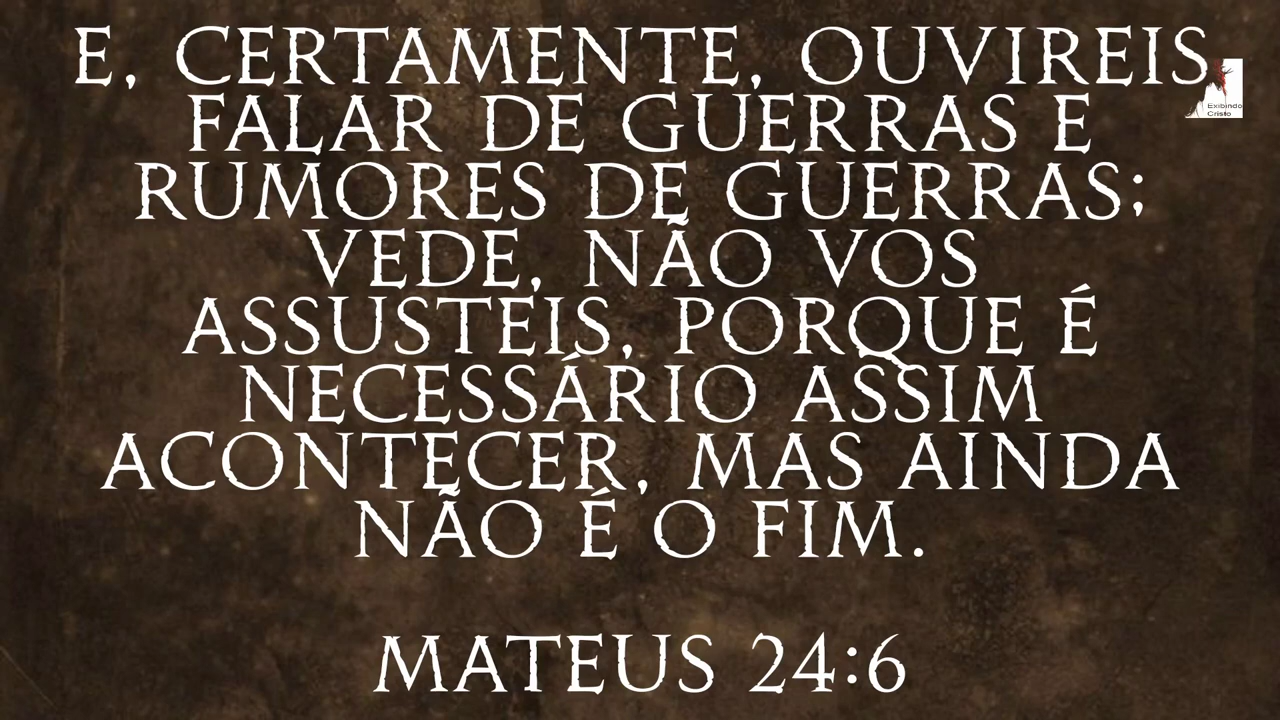 E, CERTAMENTE, OUVIREIS
FALAR DE GUERRAS E
RUMORES DE GUERRAS;
VEDE, NÃO VOS
ASSUSTEIS, PORQUE É
NECESSÁRIO ASSIM
ACONTECER, MAS AINDA
NÃO É O FIM.
MATEUS 24:6
Exibindo
Cristo